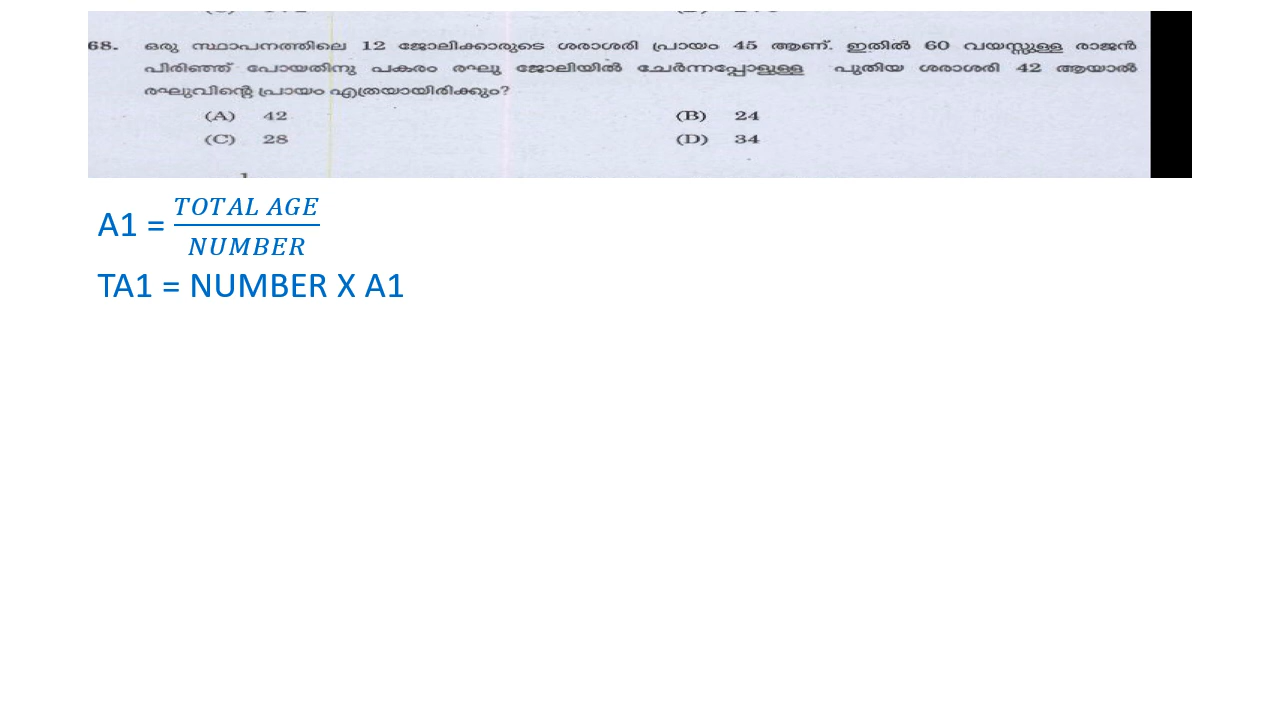 68. ഒരു സ്ഥാപനത്തിലെ 12 ജോലിക്കാരുടെ ശരാശരി പ്രായം 45 ആണ്. ഇതിൽ 60 വയസ്സുള്ള രാജൻ
പിരിഞ്ഞ് പോയതിനു പകരം രഘു ജോലിയിൽ ചേർന്നപ്പോളുള്ള പുതിയ ശരാശരി 42 ആയാൽ
രഘുവിന്റെ പ്രായം എത്രയായിരിക്കും?
(A) 42 (B) 24
(C) 28 (D) 34
A1 = TOTAL AGE / NUMBER
TA1 = NUMBER X A1